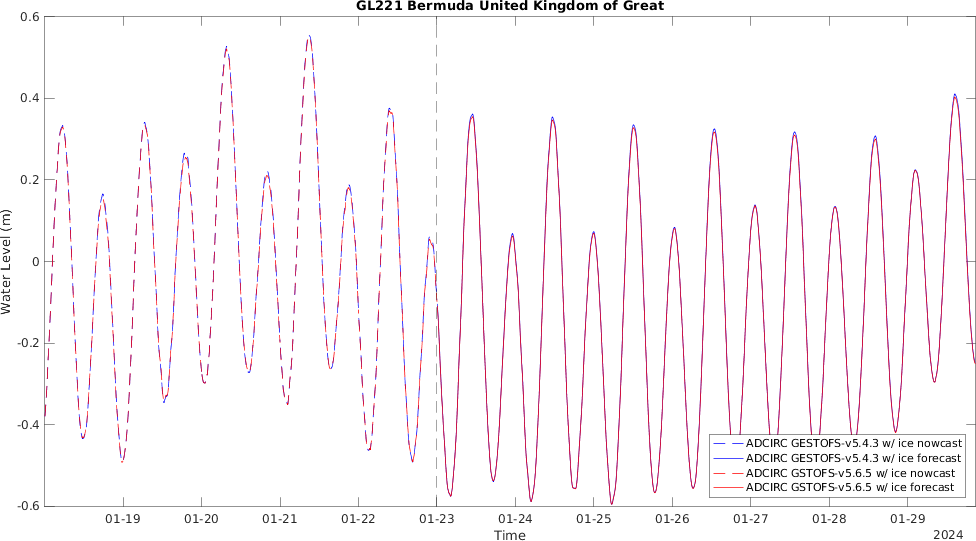 GL221 Bermuda United Kingdom of Great
0.6
0.4
0.2
0
-0.2
-0.4
-0.6
Water Level (m)
ADCIRC GESTOFS-v5.4.3 w/ ice nowcast
ADCIRC GESTOFS-v5.4.3 w/ ice forecast
ADCIRC GSTOFS-v5.6.5 w/ ice nowcast
ADCIRC GSTOFS-v5.6.5 w/ ice forecast
01-19 01-20 01-21 01-22 01-23 01-24 01-25 01-26 01-27 01-28 01-29
Time
2024